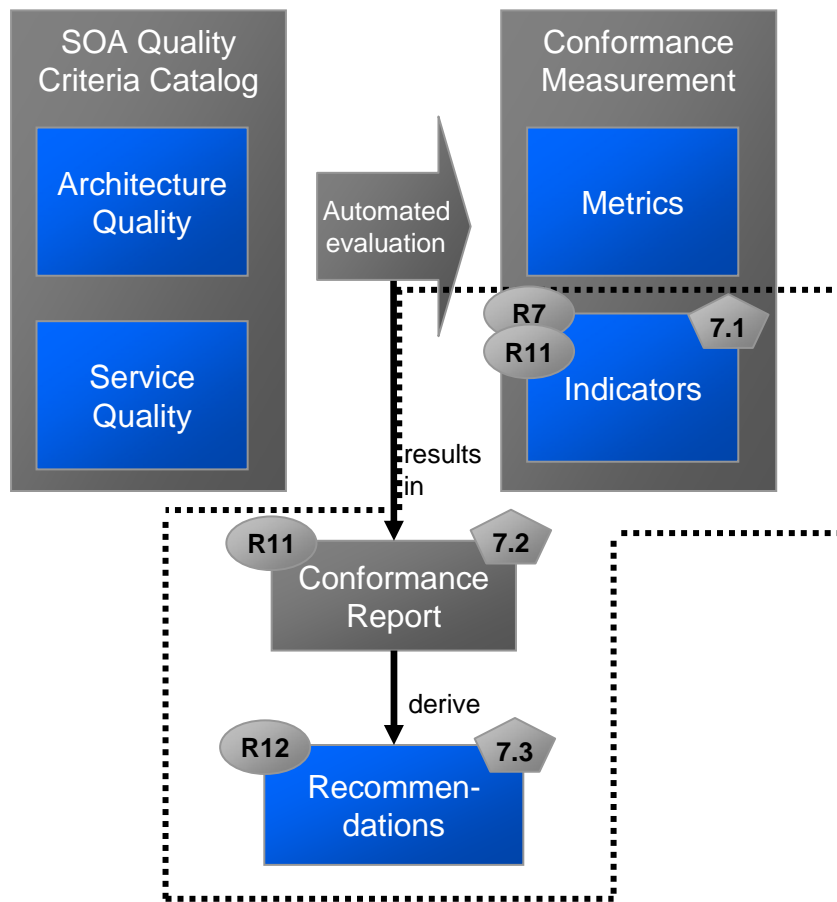 SOA Quality
Criteria Catalog
Architecture
Quality
Service
Quality
Automated
evaluation
Conformance
Measurement
Metrics
R7
R11
7.1
Indicators
results
in
R11
7.2
Conformance
Report
derive
R12
7.3
Recommen-
dations